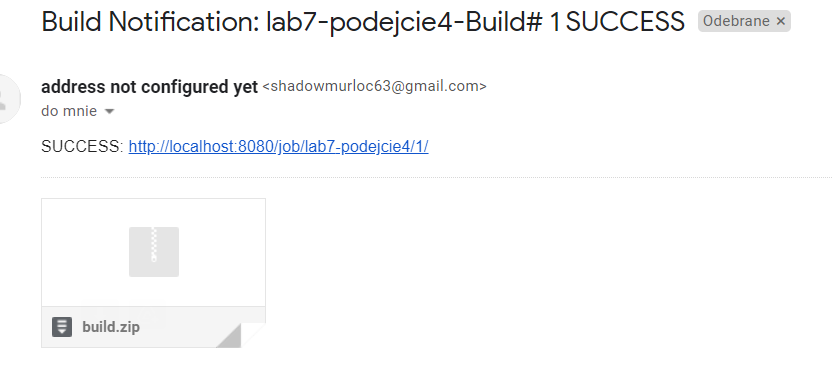 Build Notification: lab7-podejcie4-Build# 1 SUCCESS Odebrane ×
address not configured yet <shadowmurloc63@gmail.com>
do mnie
SUCCESS: http://localhost:8080/job/lab7-podejcie4/1/
build.zip